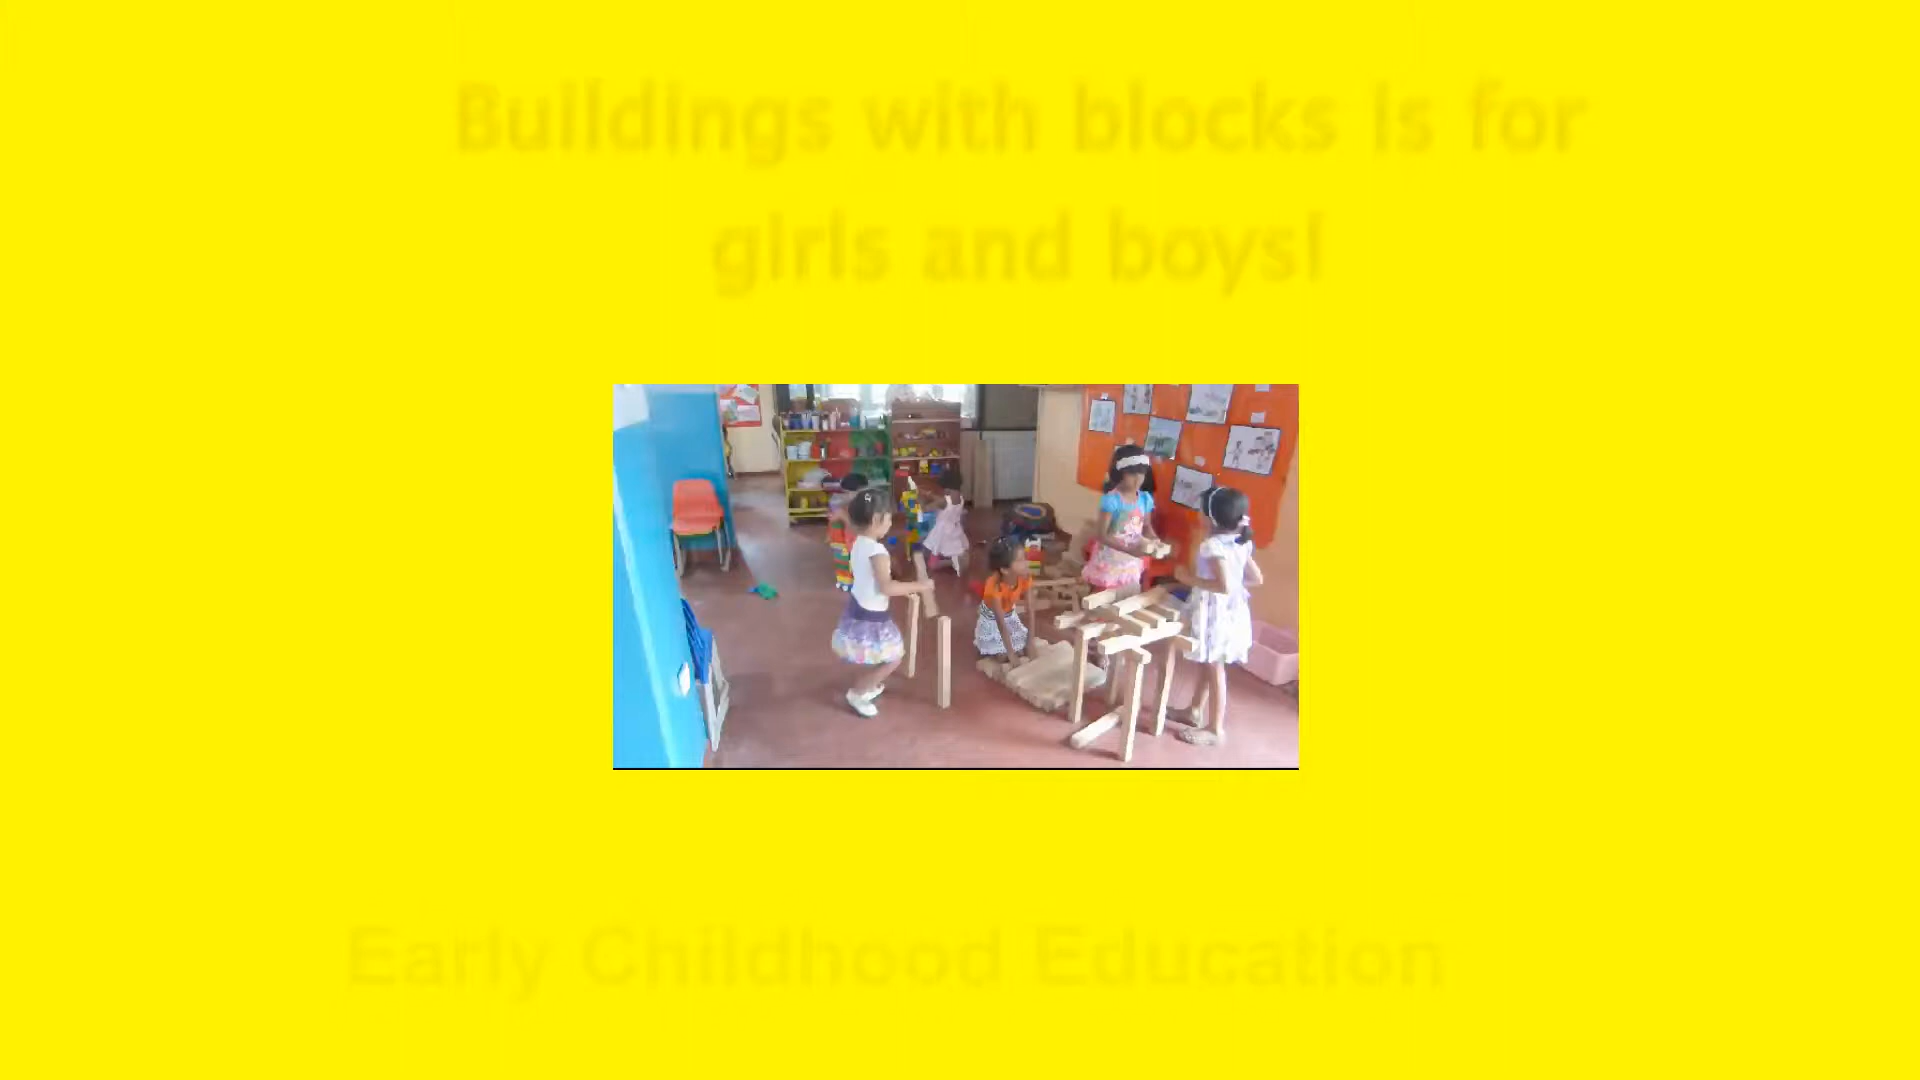 Buildings with blocks is for
girls and boys!
Early Childhood Education